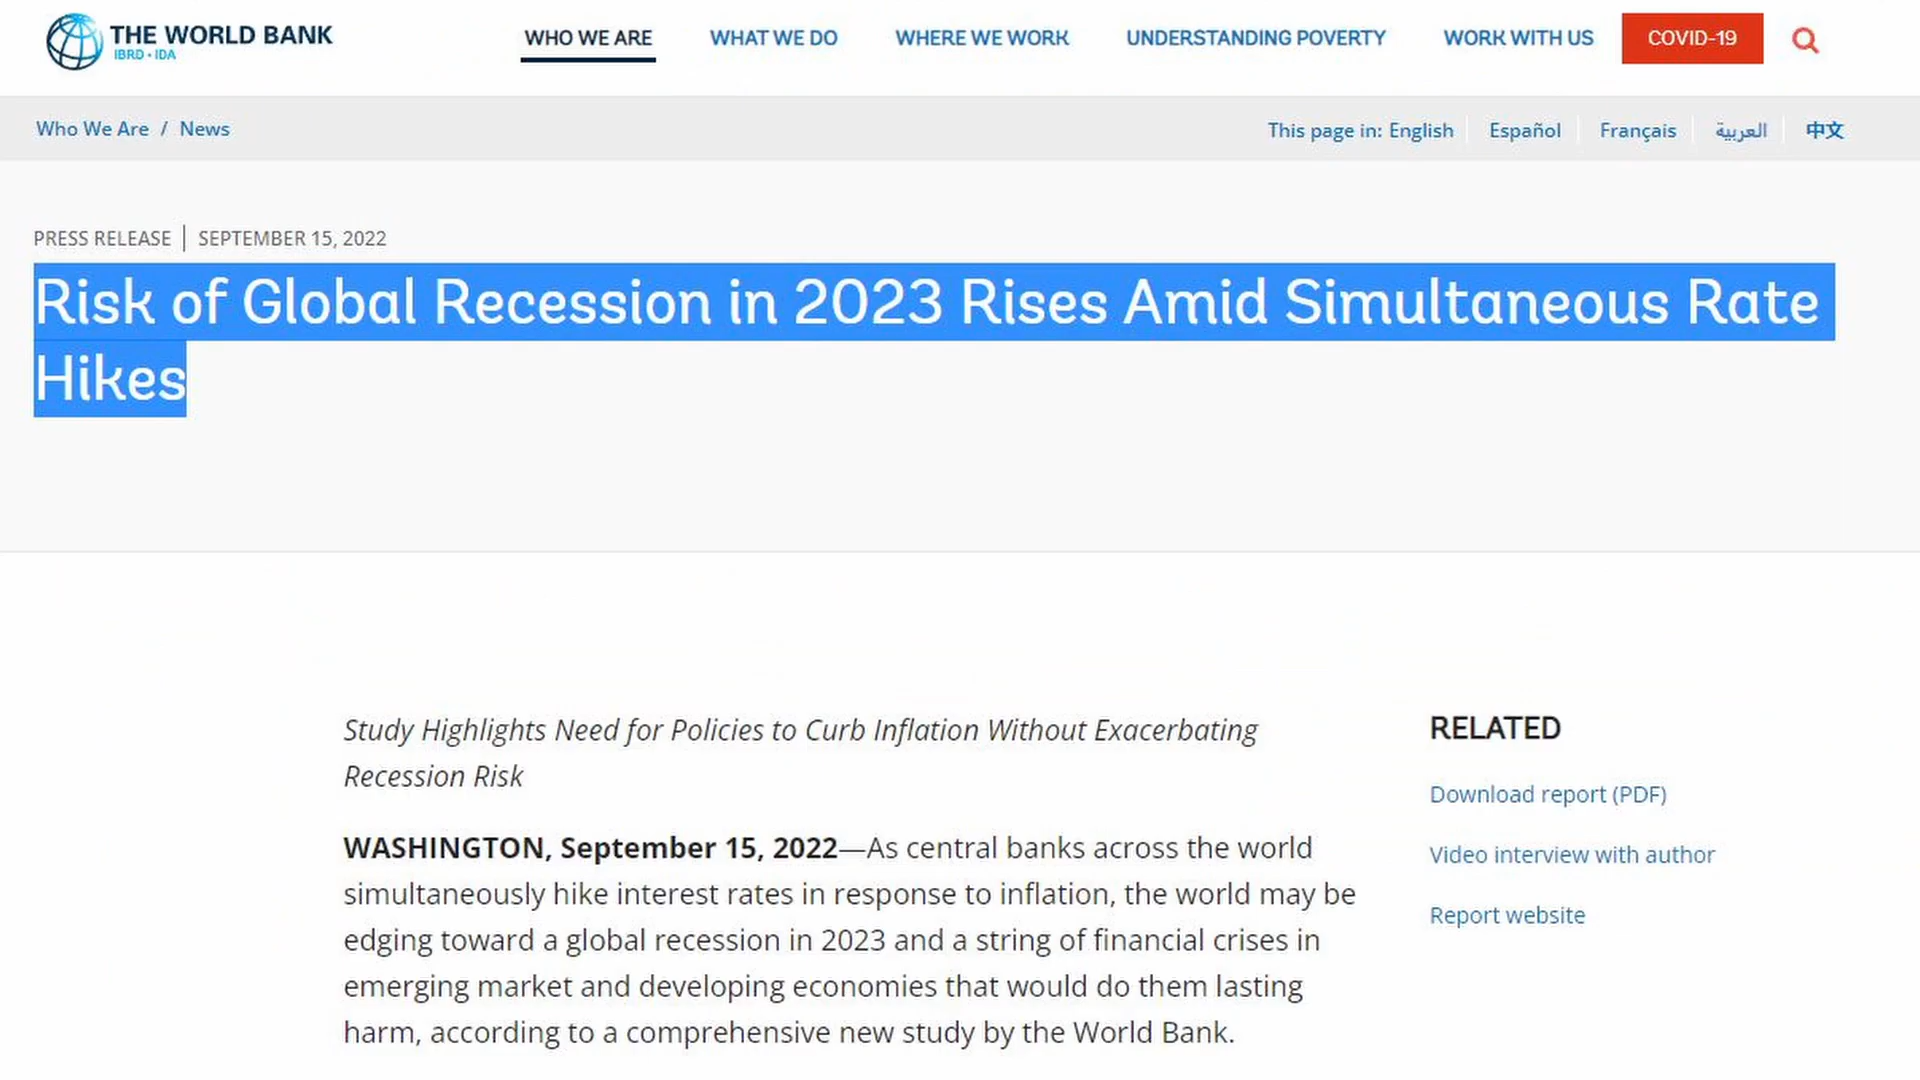 THE WORLD BANK
IBRD • IDA
WHO WE ARE
WHAT WE DO
WHERE WE WORK
UNDERSTANDING POVERTY
WORK WITH US
COVID-19
Who We Are / News
This page in: English
Español
Français
العربية
中文
PRESS RELEASE | SEPTEMBER 15, 2022
Risk of Global Recession in 2023 Rises Amid Simultaneous Rate
Hikes
Study Highlights Need for Policies to Curb Inflation Without Exacerbating
Recession Risk
WASHINGTON, September 15, 2022—As central banks across the world
simultaneously hike interest rates in response to inflation, the world may be
edging toward a global recession in 2023 and a string of financial crises in
emerging market and developing economies that would do them lasting
harm, according to a comprehensive new study by the World Bank.
RELATED
Download report (PDF)
Video interview with author
Report website